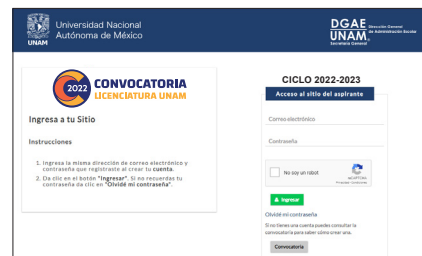 Universidad Nacional
Autónoma de México
UNAM
DGAE
UNAM
Dirección General
de Administración Escolar
Secretaría General
2022
CONVOCATORIA
LICENCIATURA UNAM
Ingresa a tu Sitio
Instrucciones
1. Ingresa la misma dirección de correo electrónico y
contraseña que registraste al crear tu cuenta.
2. Da clic en el botón "Ingresar". Si no recuerdas tu
contraseña da clic en "Olvidé mi contraseña".
CICLO 2022-2023
Acceso al sitio del aspirante
Correo electrónico
Contraseña
No soy un robot
reCAPTCHA
Ingresar
Olvidé mi contraseña
Si no tienes una cuenta puedes consultar la
convocatoria para saber cómo crear una.
Convocatoria